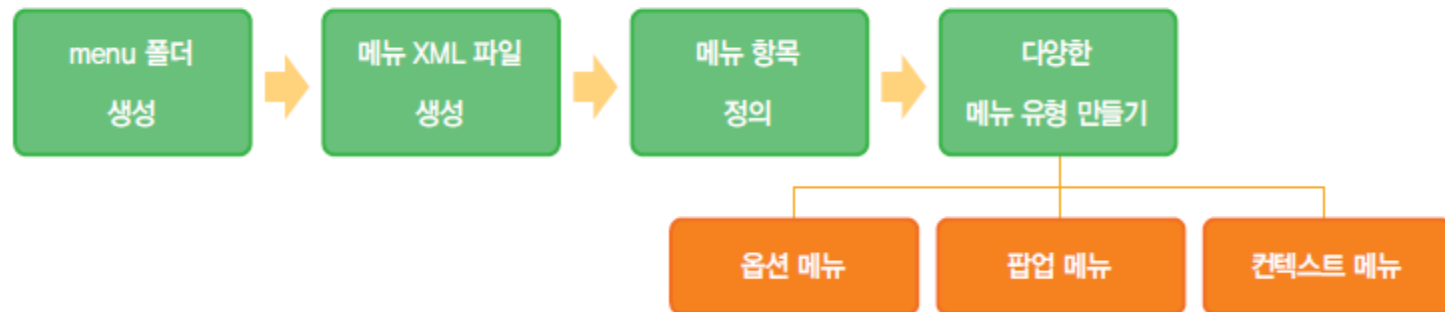 menu 폴더
생성
메뉴 XML 파일
생성
메뉴 항목
정의
다양한
메뉴 유형 만들기
옵션 메뉴
팝업 메뉴
컨텍스트 메뉴